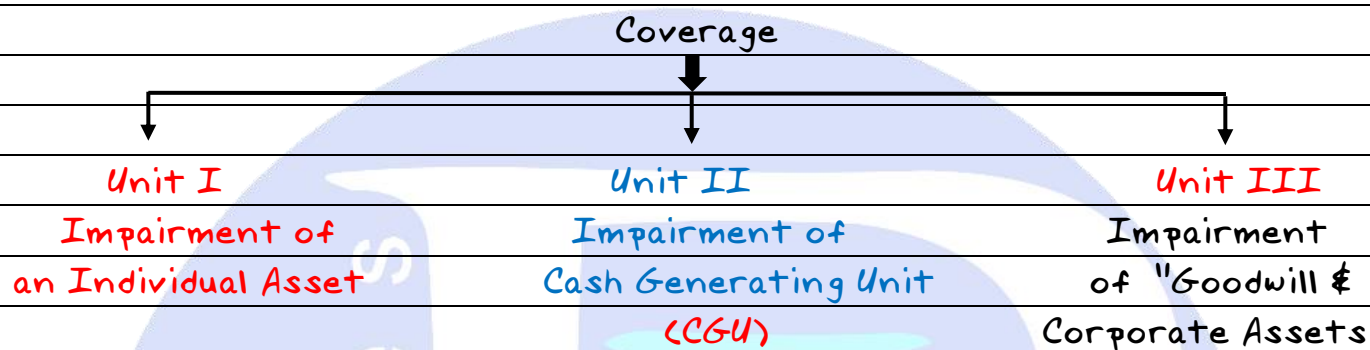 Coverage
Unit I
Impairment of
an Individual Asset
Unit II
Impairment of
Cash Generating Unit
(CGU)
Unit III
Impairment
of "Goodwill &
Corporate Assets